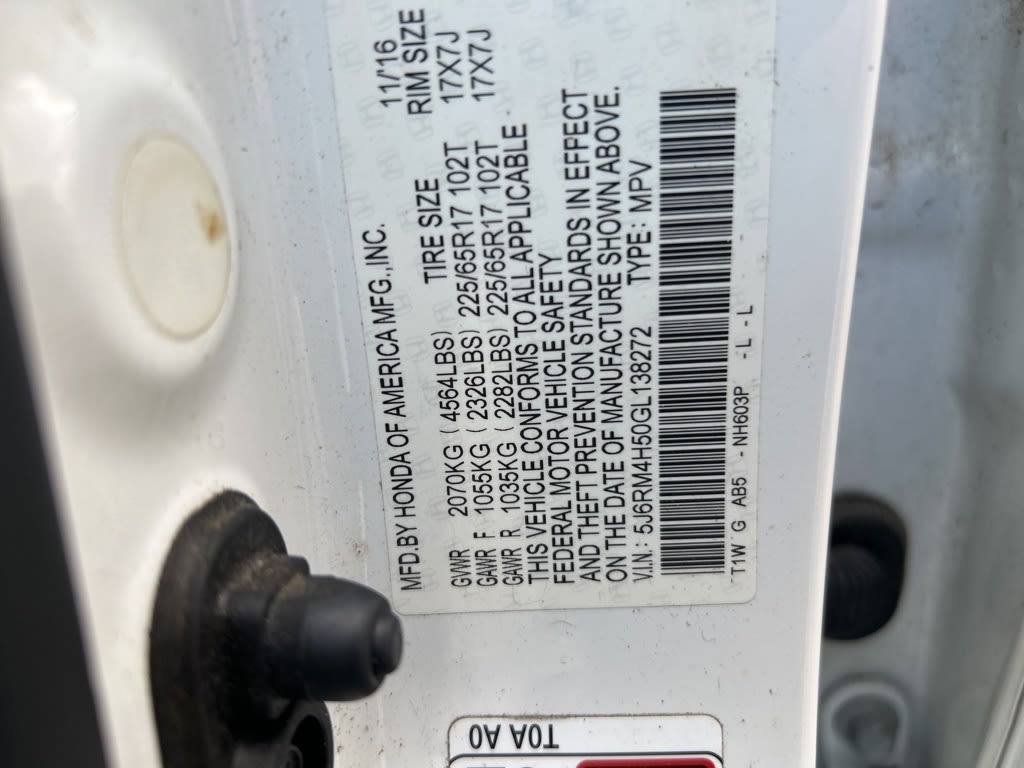 MFD.BY HONDA OF AMERICA MFG.,INC. 11/16
TIRE SIZE RIM SIZE
GVWR 2070KG ( 4564LBS)
GAWR F 1055KG ( 2326LBS) 225/65R17 102T 17X7J
GAWR R 1035KG ( 2282LBS) 225/65R17 102T 17X7J
THIS VEHICLE CONFORMS TO ALL APPLICABLE
FEDERAL MOTOR VEHICLE SAFETY
AND THEFT PREVENTION STANDARDS IN EFFECT
ON THE DATE OF MANUFACTURE SHOWN ABOVE.
V.I.N.: 5J6RM4H50GL138272 TYPE: MPV
T1W G AB5 - NH603P - L - L
T0A A0